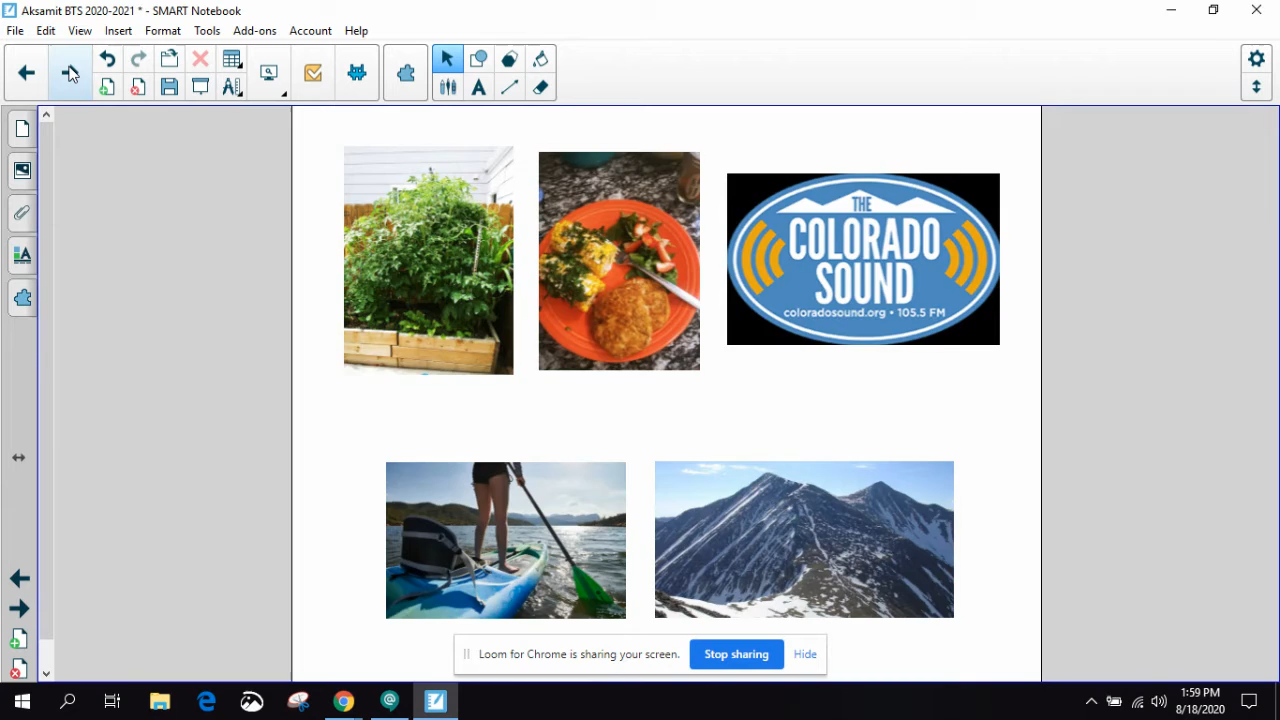 Aksamit BTS 2020-2021 * - SMART Notebook
File Edit View Insert Format Tools Add-ons Account Help
THE
COLORADO
SOUND
coloradosound.org • 105.5 FM
Loom for Chrome is sharing your screen. Stop sharing Hide
1:59 PM
8/18/2020